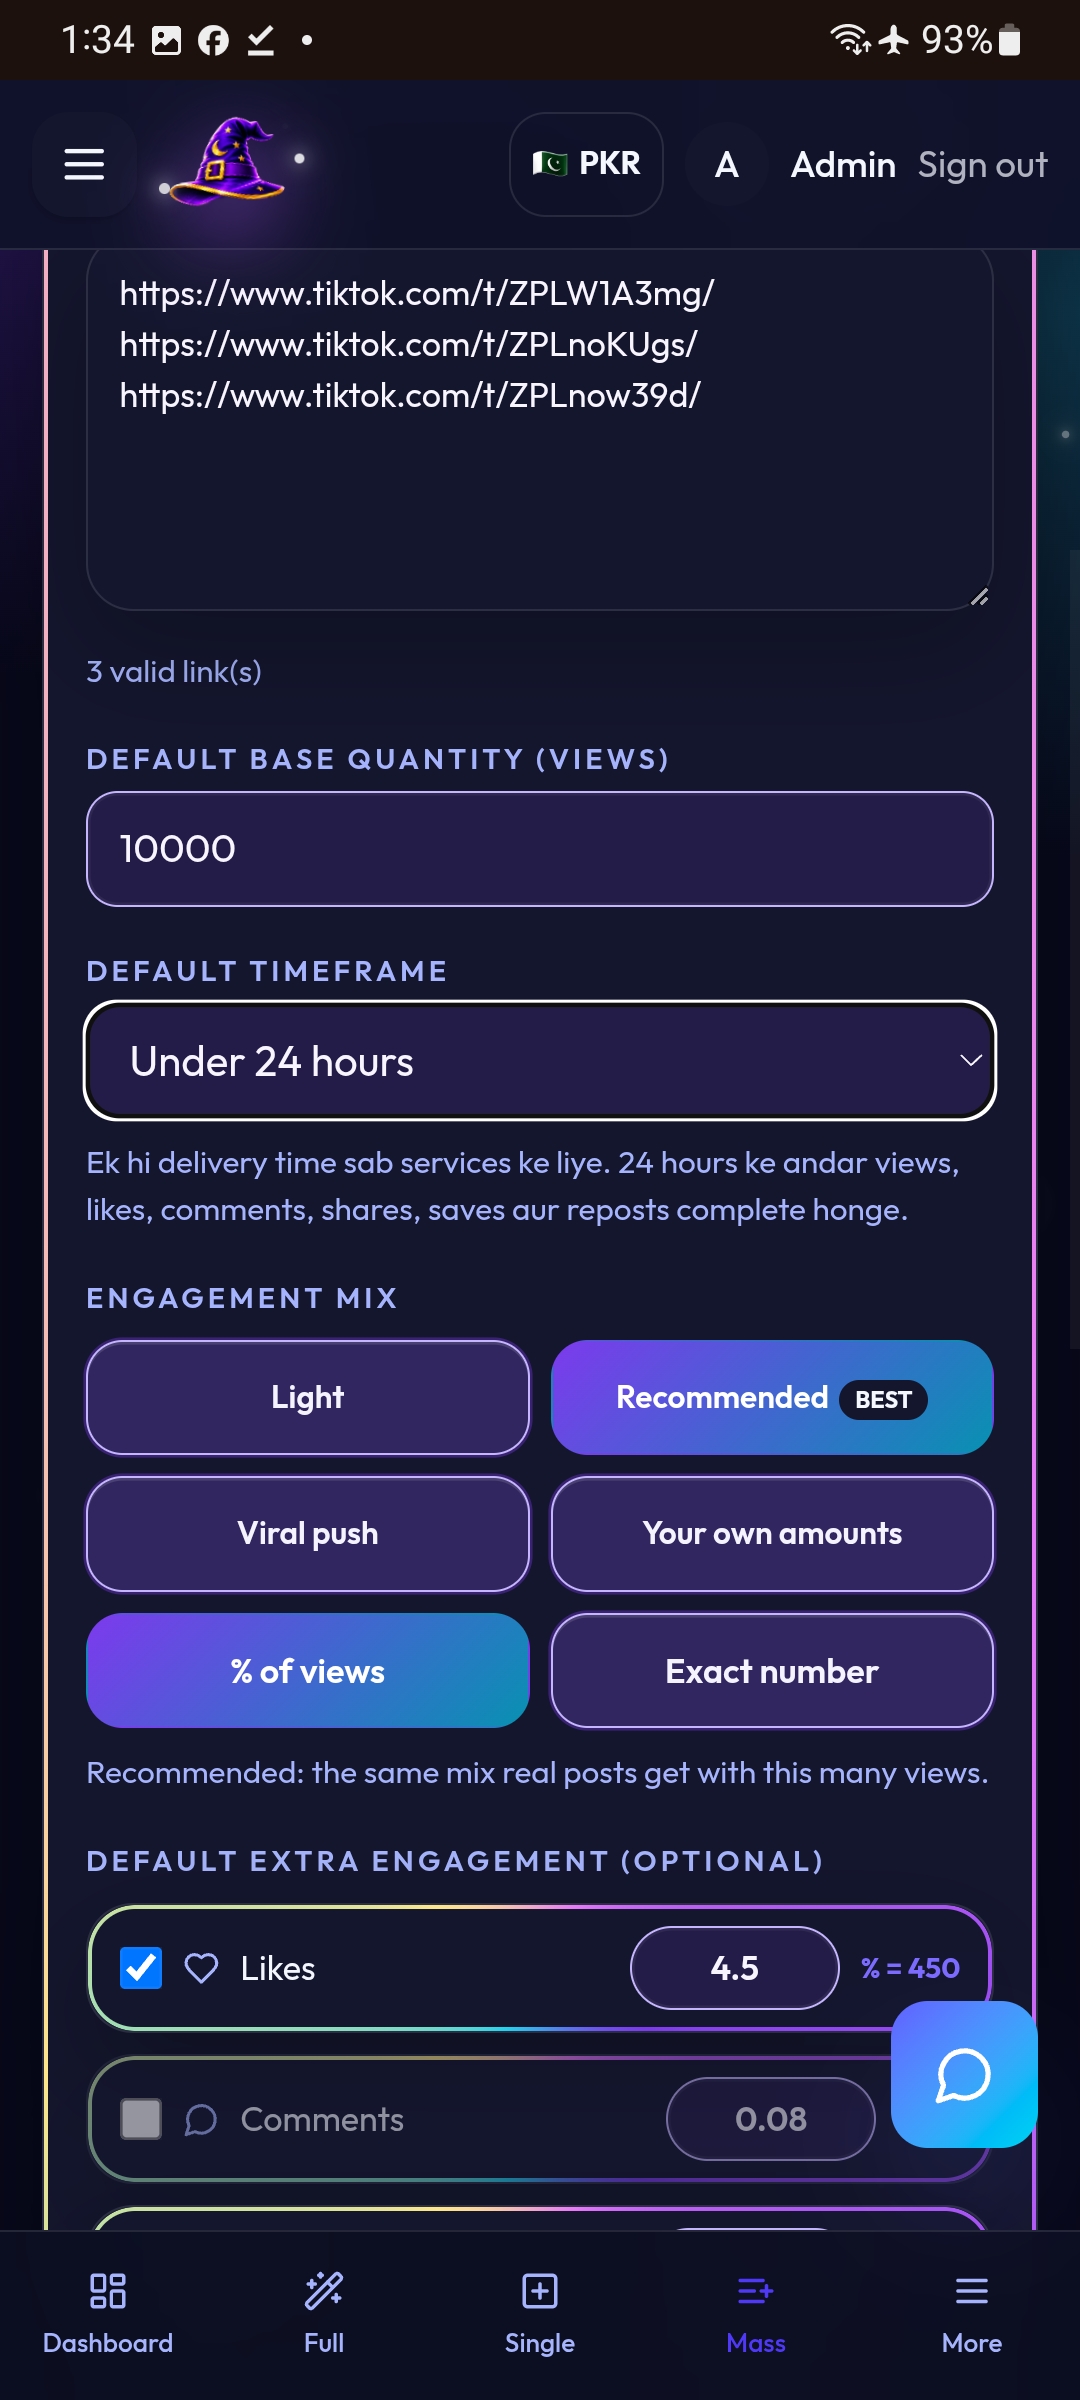 1:34
93%
PKR
A
Admin
Sign out
https://www.tiktok.com/t/ZPLW1A3mg/
https://www.tiktok.com/t/ZPLnoKUgs/
https://www.tiktok.com/t/ZPLnow39d/
3 valid link(s)
DEFAULT BASE QUANTITY (VIEWS)
10000
DEFAULT TIMEFRAME
Under 24 hours
Ek hi delivery time sab services ke liye. 24 hours ke andar views,
likes, comments, shares, saves aur reposts complete honge.
ENGAGEMENT MIX
Light
Recommended BEST
Viral push
Your own amounts
% of views
Exact number
Recommended: the same mix real posts get with this many views.
DEFAULT EXTRA ENGAGEMENT (OPTIONAL)
Likes 4.5 % = 450
Comments 0.08
Dashboard
Full
Single
Mass
More